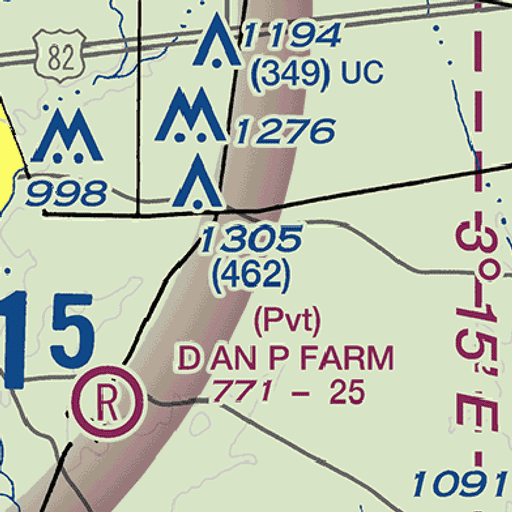 1194
82
(349) UC
1276
998
1305
(462)
3° 15' E
15
(Pvt)
D AN P FARM
R
771 - 25
1091